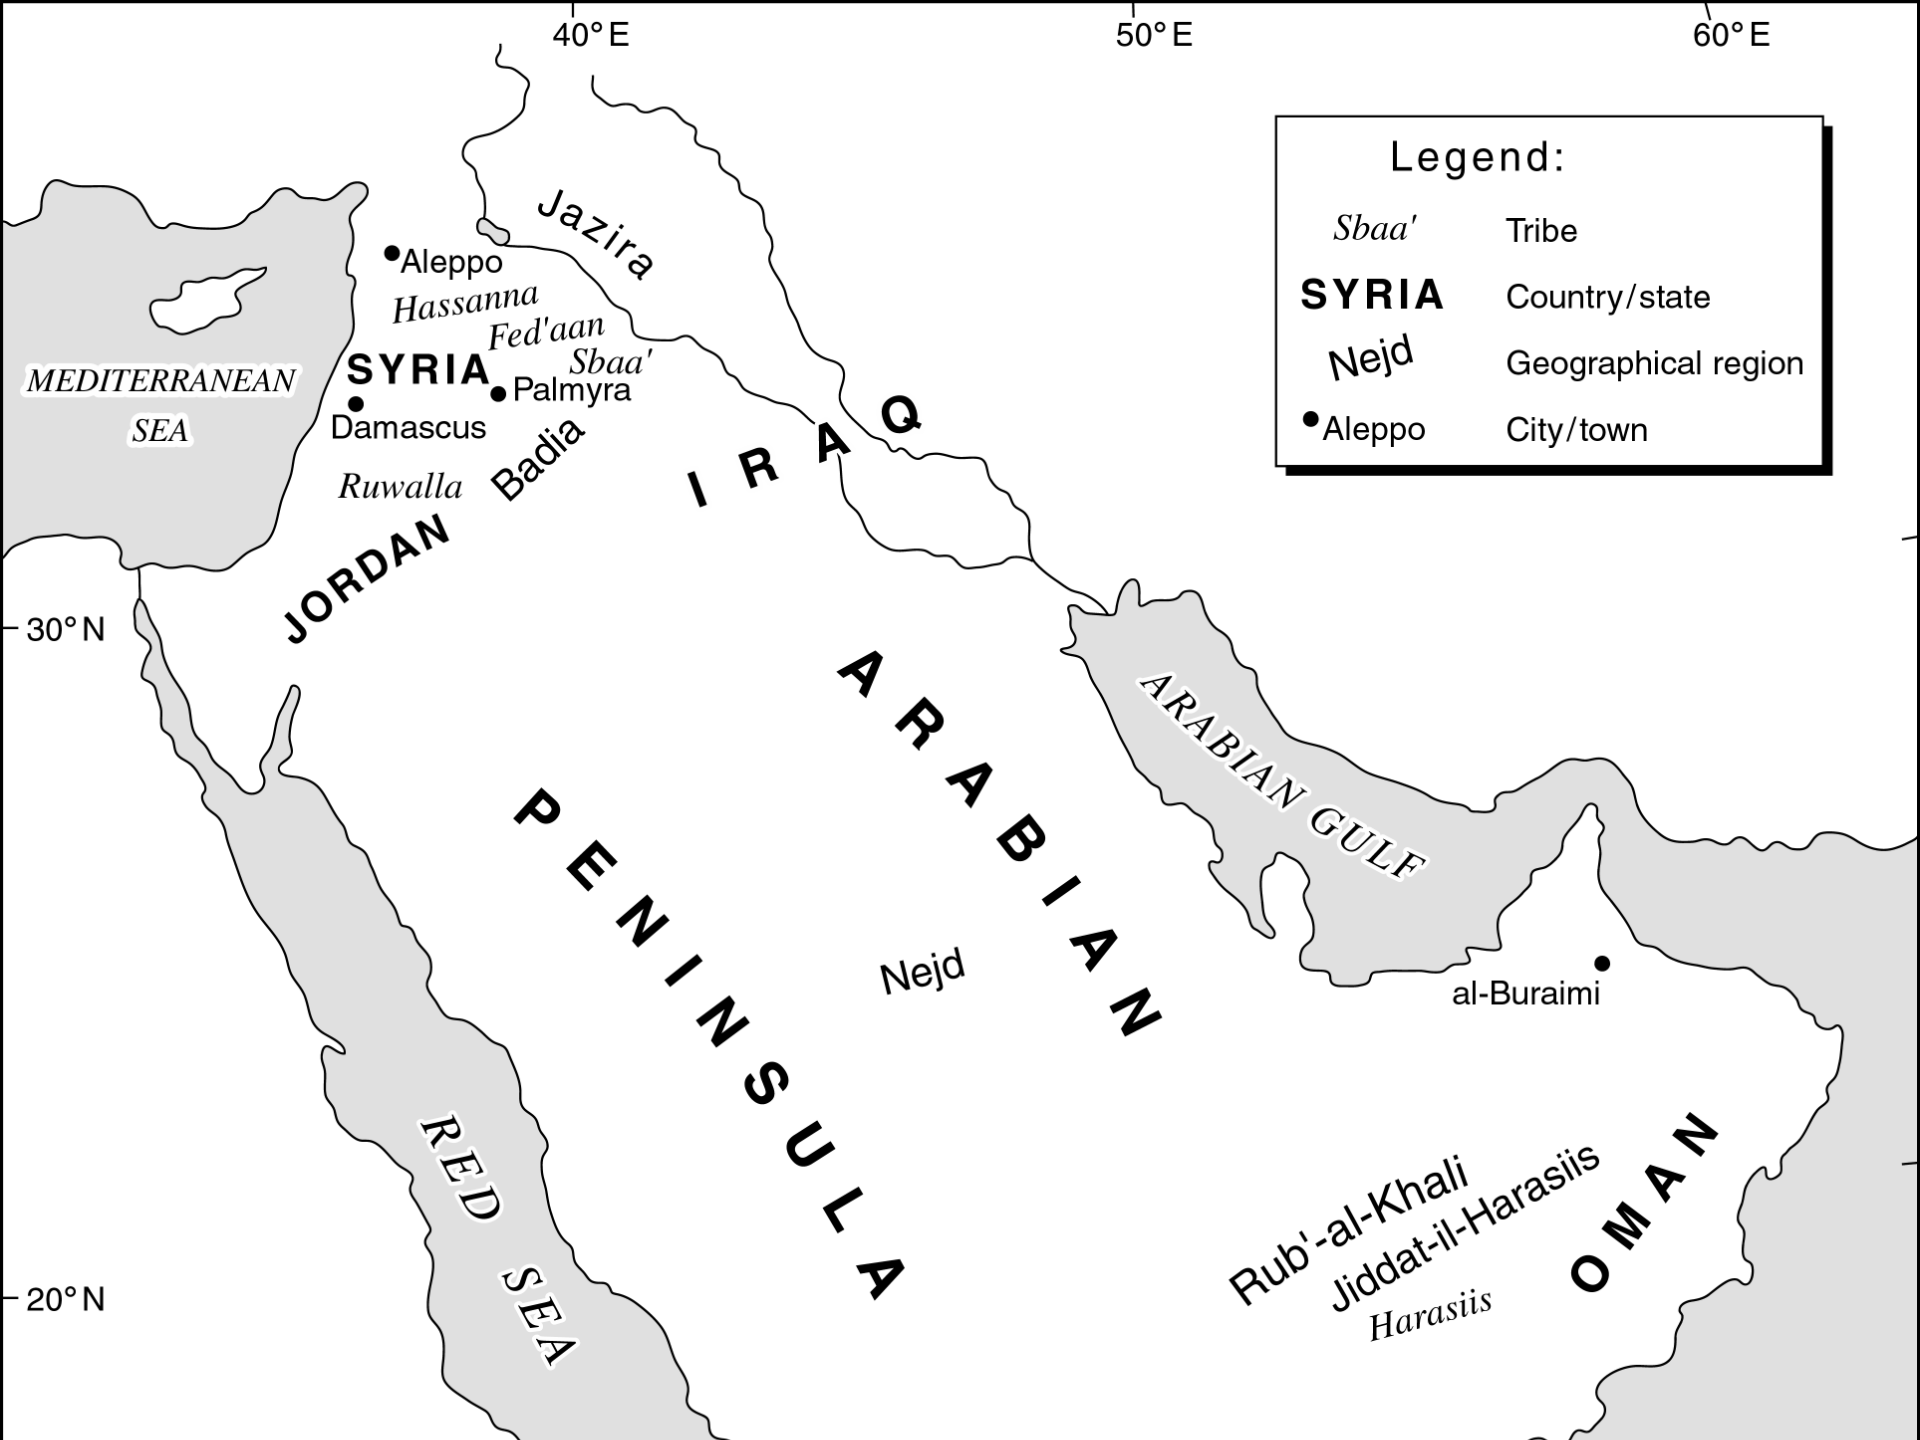 40° E
50° E
60° E
Legend:
Sbaa' Tribe
SYRIA Country/state
Nejd Geographical region
Aleppo City/town
Jazira
Aleppo
Hassanna
Fed'aan
Sbaa'
SYRIA
Palmyra
Damascus
MEDITERRANEAN
SEA
Badia
Ruwalla
IRAQ
JORDAN
30° N
ARABIAN
PENINSULA
ARABIAN GULF
Nejd
al-Buraimi
RED SEA
Rub'-al-Khali
Jiddat-il-Harasiis
Harasiis
OMAN
20° N